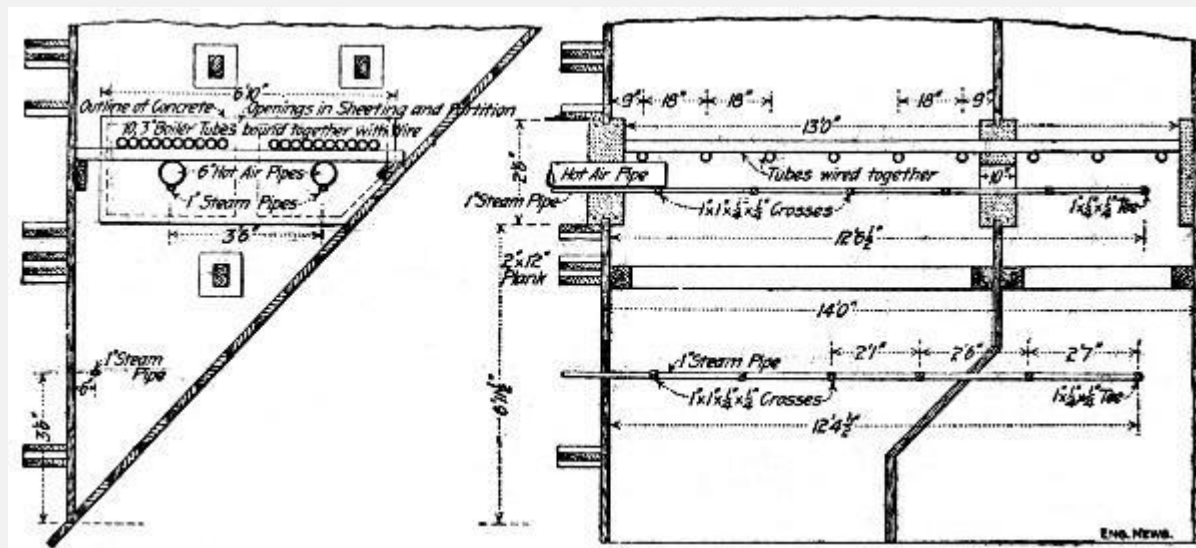 6'10"
Outline of Concrete
Openings in Sheeting and Partition
10, 3" Boiler Tubes bound together with Wire
6" Hot Air Pipes
1" Steam Pipes
3'6"
1" Steam
Pipe
6"
3'6"
9"
18"
18"
18"
9"
13'0"
2'6"
Tubes wired together
Hot Air Pipe
10"
1" Steam Pipe
1"x1"x¼"x¼" Crosses
1"x¼"x¼" Tee
12'6½"
2"x12"
Plank
14'0"
6'11½"
2'1"
2'6"
2'7"
1" Steam Pipe
1"x1"x¼"x¼" Crosses
1"x¼"x¼" Tee
12'4½"
ENG. NEWS.